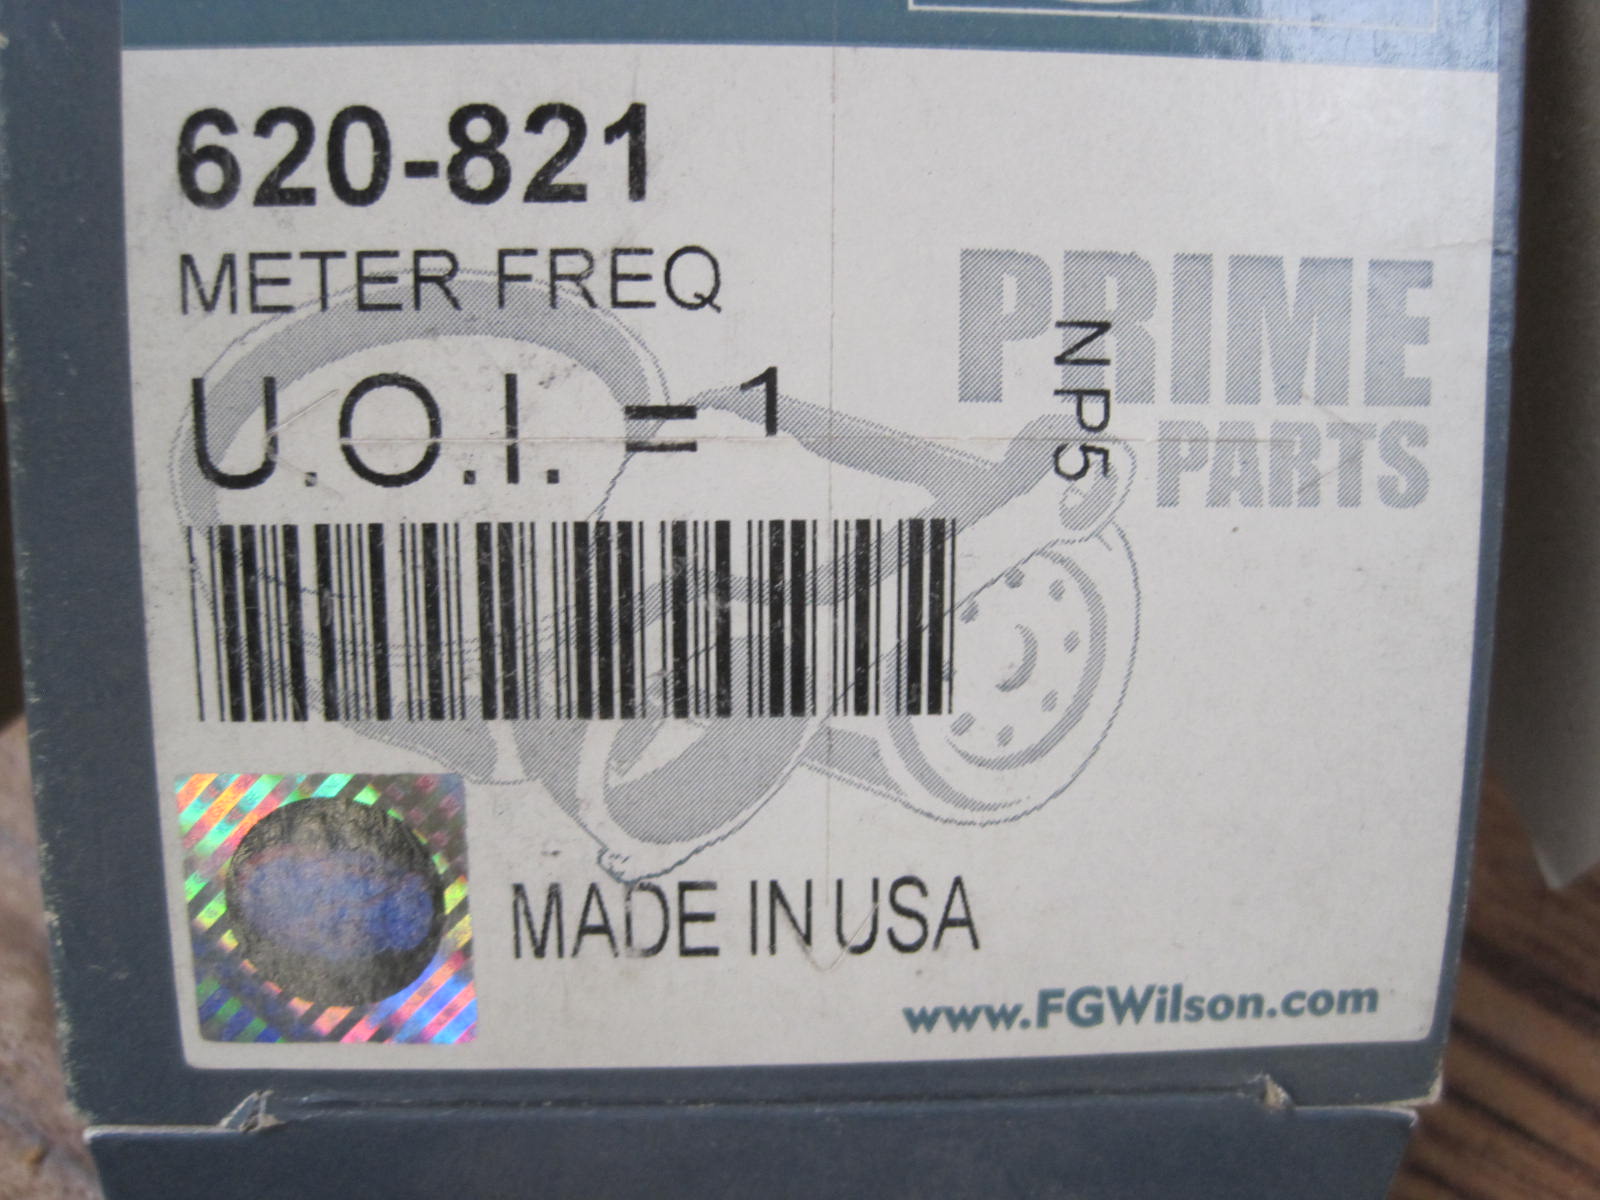 620-821
METER FREQ
PRIME
PARTS
NP5
U.O.I. = 1
MADE IN USA
www.FGWilson.com